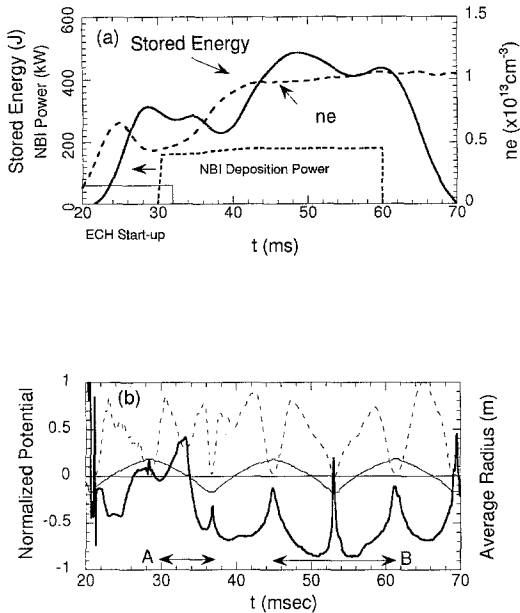 (a)
Stored Energy
ne
NBI Deposition Power
ECH Start-up
Stored Energy (J)
NBI Power (kW)
600
400
200
0
1.5
1
0.5
0
ne (x10^13cm^-3)
20 30 40 50 60 70
t (ms)
(b)
A
B
Normalized Potential
1
0.5
0
-0.5
-1
Average Radius (m)
20 30 40 50 60 70
t (msec)